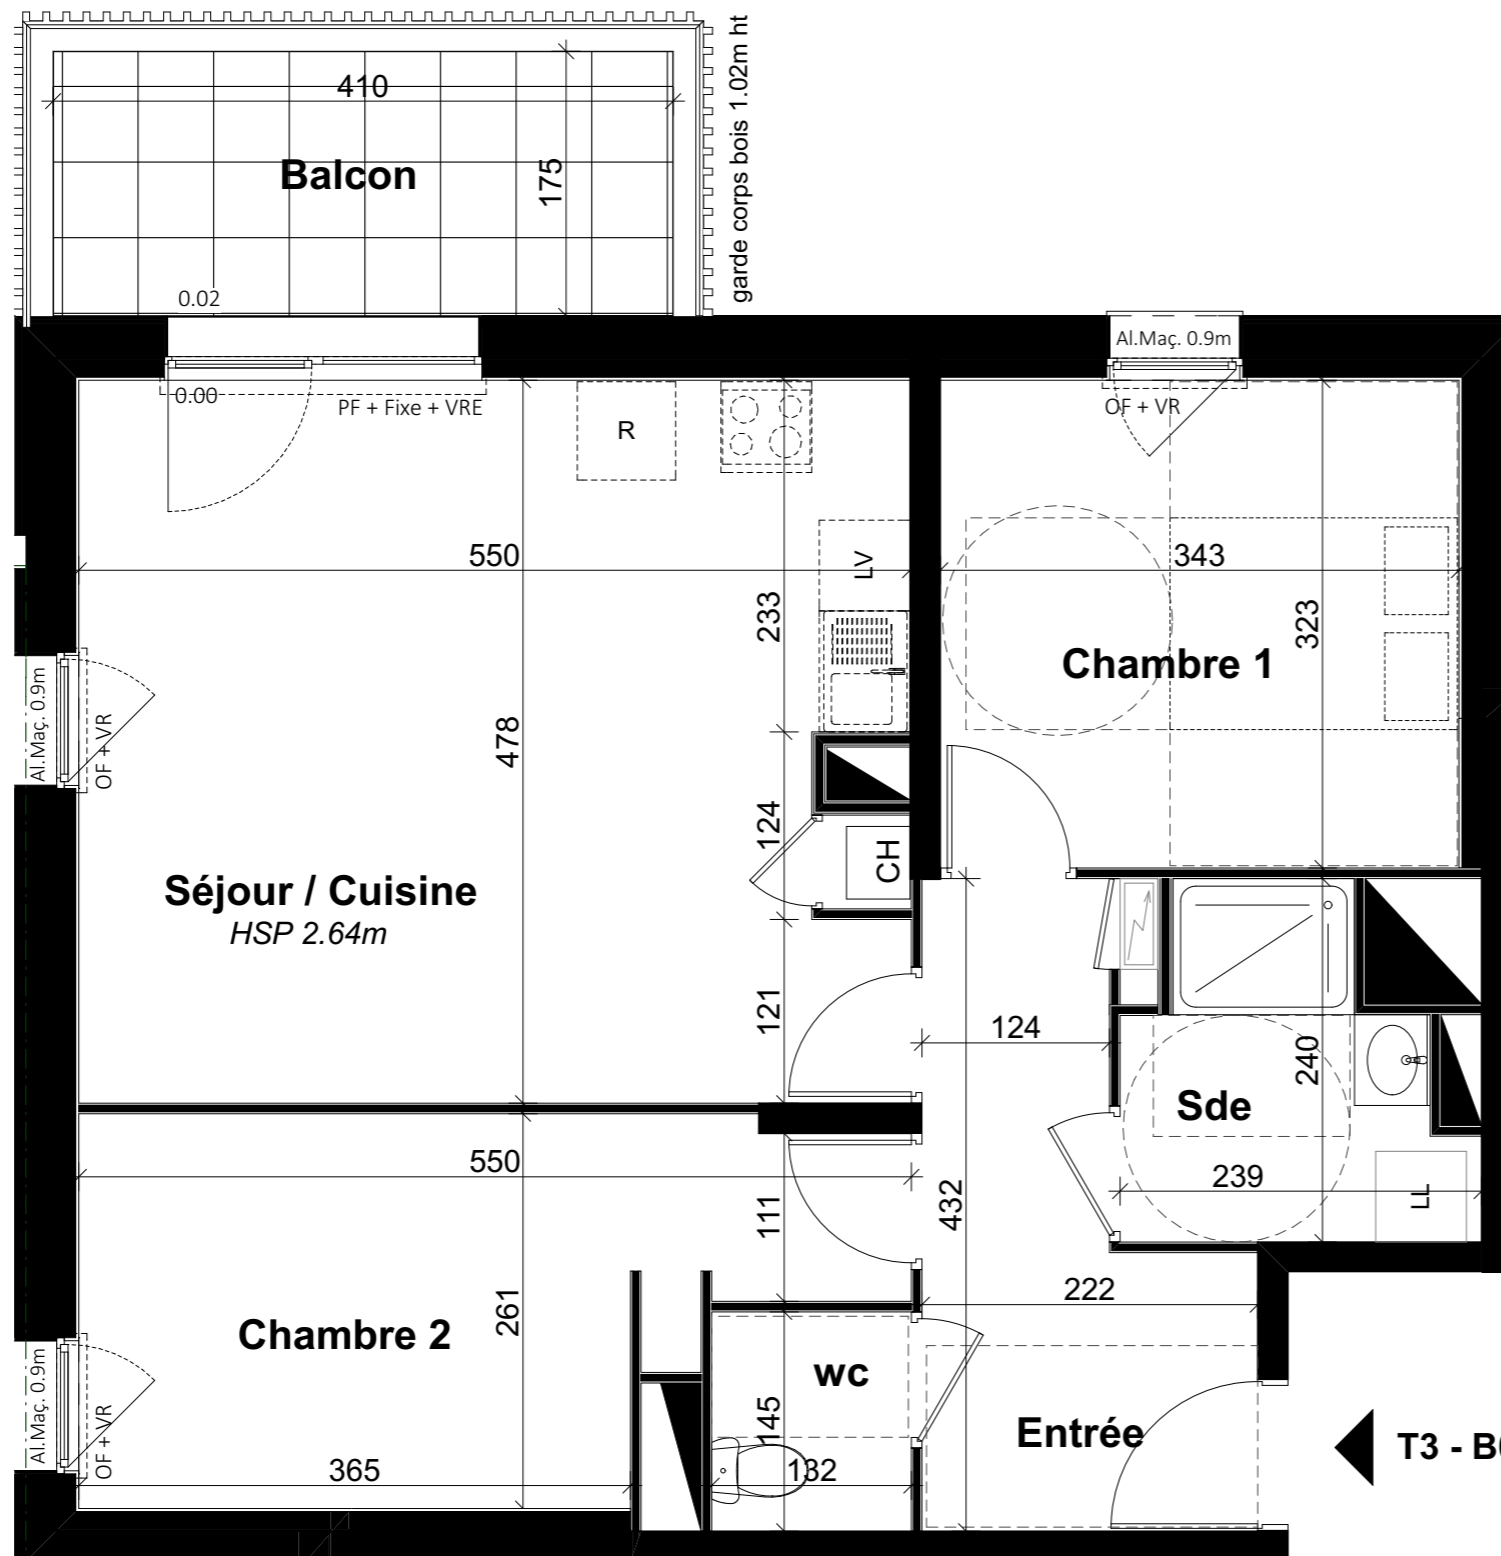 garde corps bois 1.02m ht
410
Balcon
175
0.02
Al.Maç. 0.9m
0.00
PF + Fixe + VRE
R
OF + VR
550
LV
343
233
323
Chambre 1
Al.Maç. 0.9m
OF + VR
478
124
CH
Séjour / Cuisine
HSP 2.64m
121
124
240
Sde
550
111
432
239
LL
222
261
Chambre 2
wc
Al.Maç. 0.9m
OF + VR
145
Entrée
365
132
T3 - B